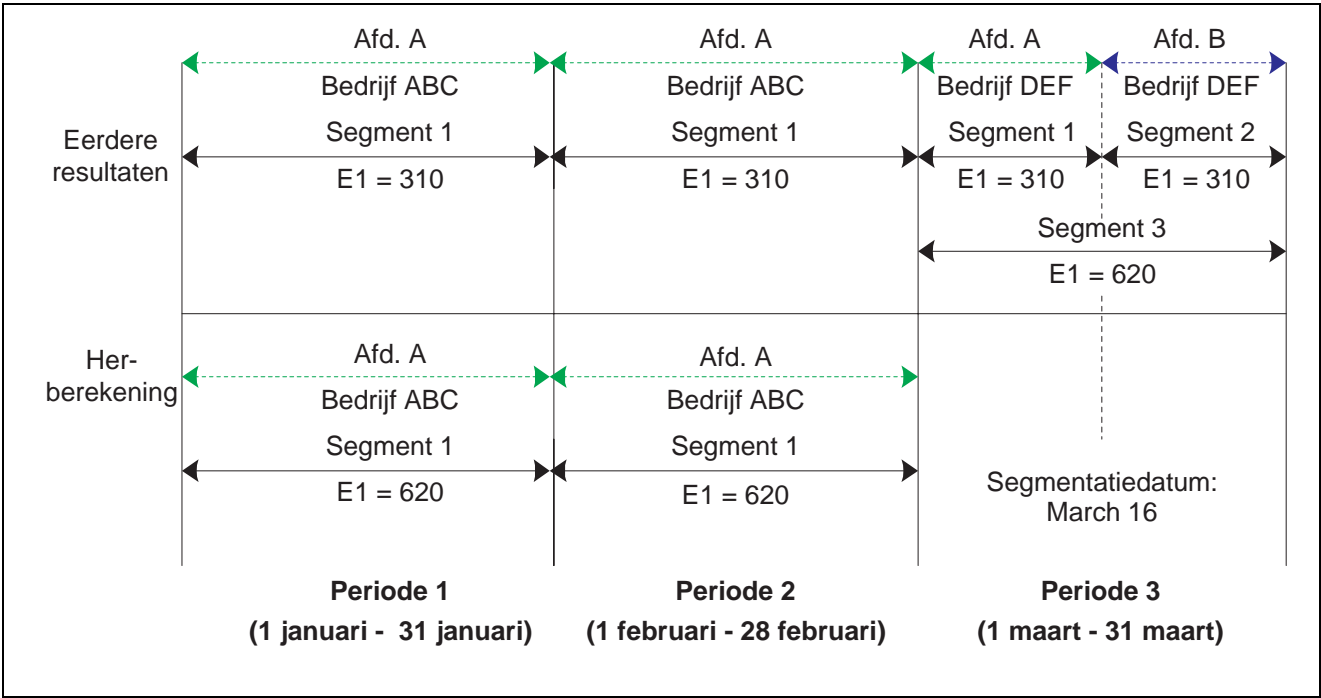 Afd. A
Afd. A
Afd. A
Afd. B
Bedrijf ABC
Bedrijf ABC
Bedrijf DEF
Bedrijf DEF
Eerdere
resultaten
Segment 1
Segment 1
Segment 1
Segment 2
E1 = 310
E1 = 310
E1 = 310
E1 = 310
Segment 3
E1 = 620
Her-
berekening
Afd. A
Afd. A
Bedrijf ABC
Bedrijf ABC
Segment 1
Segment 1
E1 = 620
E1 = 620
Segmentatiedatum:
March 16
Periode 1
(1 januari - 31 januari)
Periode 2
(1 februari - 28 februari)
Periode 3
(1 maart - 31 maart)